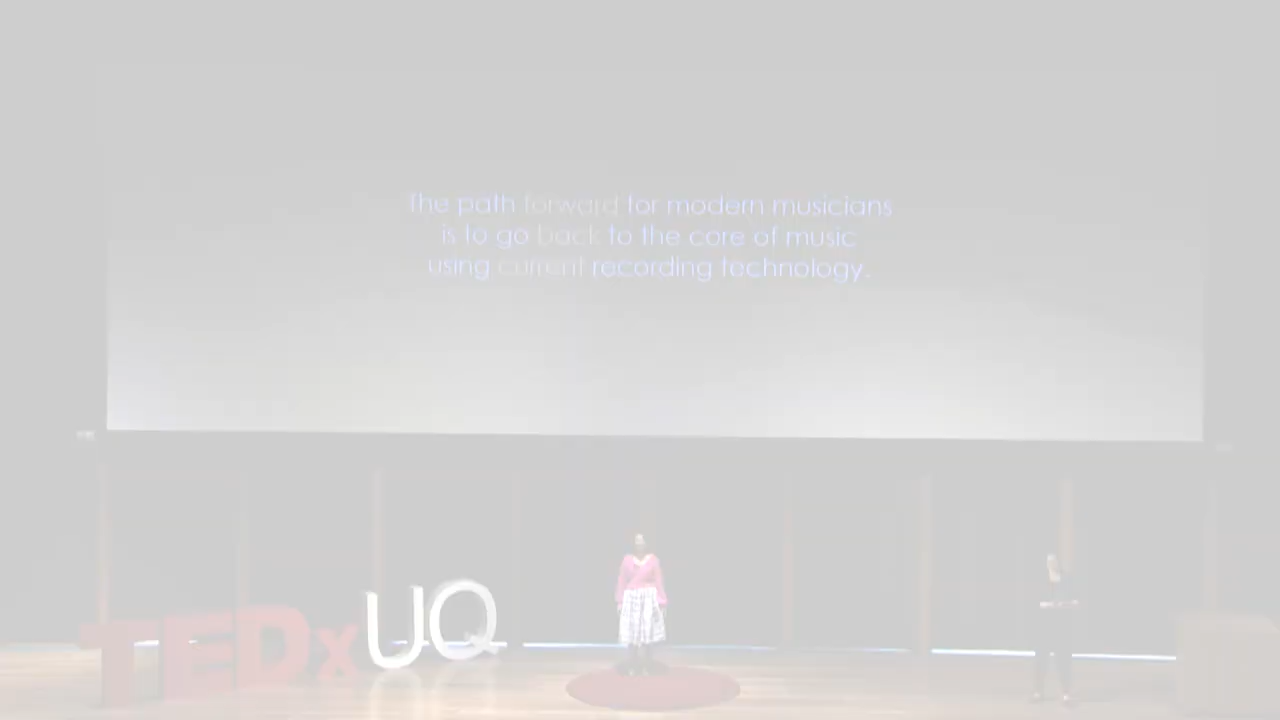 The path forward for modern musicians
is to go back to the core of music
using current recording technology.
TEDxUQ